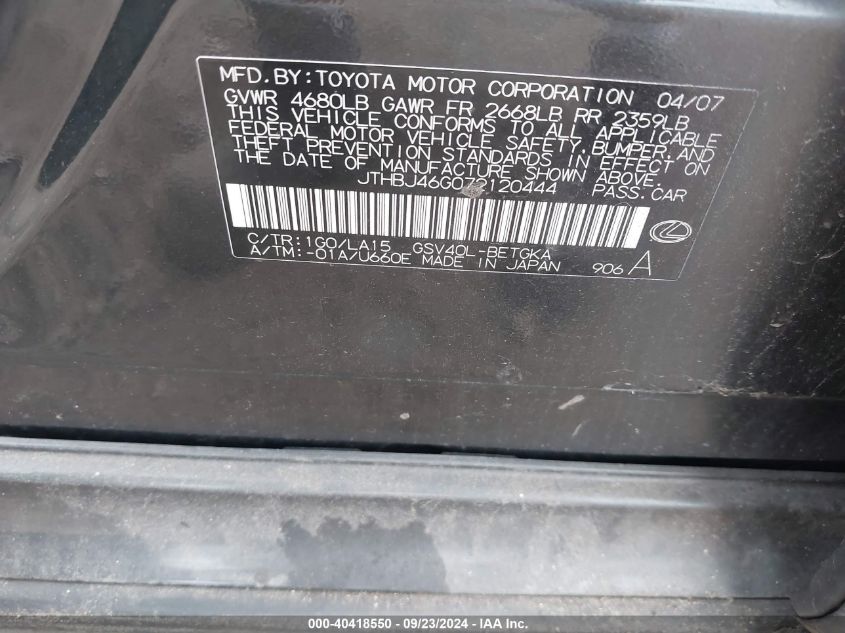 MFD.BY:TOYOTA MOTOR CORPORATION 04/07
GVWR 4680LB GAWR FR 2668LB RR 2359LB
THIS VEHICLE CONFORMS TO ALL APPLICABLE
FEDERAL MOTOR VEHICLE SAFETY,BUMPER,AND
THEFT PREVENTION STANDARDS IN EFFECT ON
THE DATE OF MANUFACTURE SHOWN ABOVE.
JTHBJ46G072120444 PASS.CAR
C/TR:1G0/LA15 GSV40L-BETGKA
A/TM:-01A/U660E MADE IN JAPAN 906 A
000-40418550 - 09/23/2024 - IAA Inc.